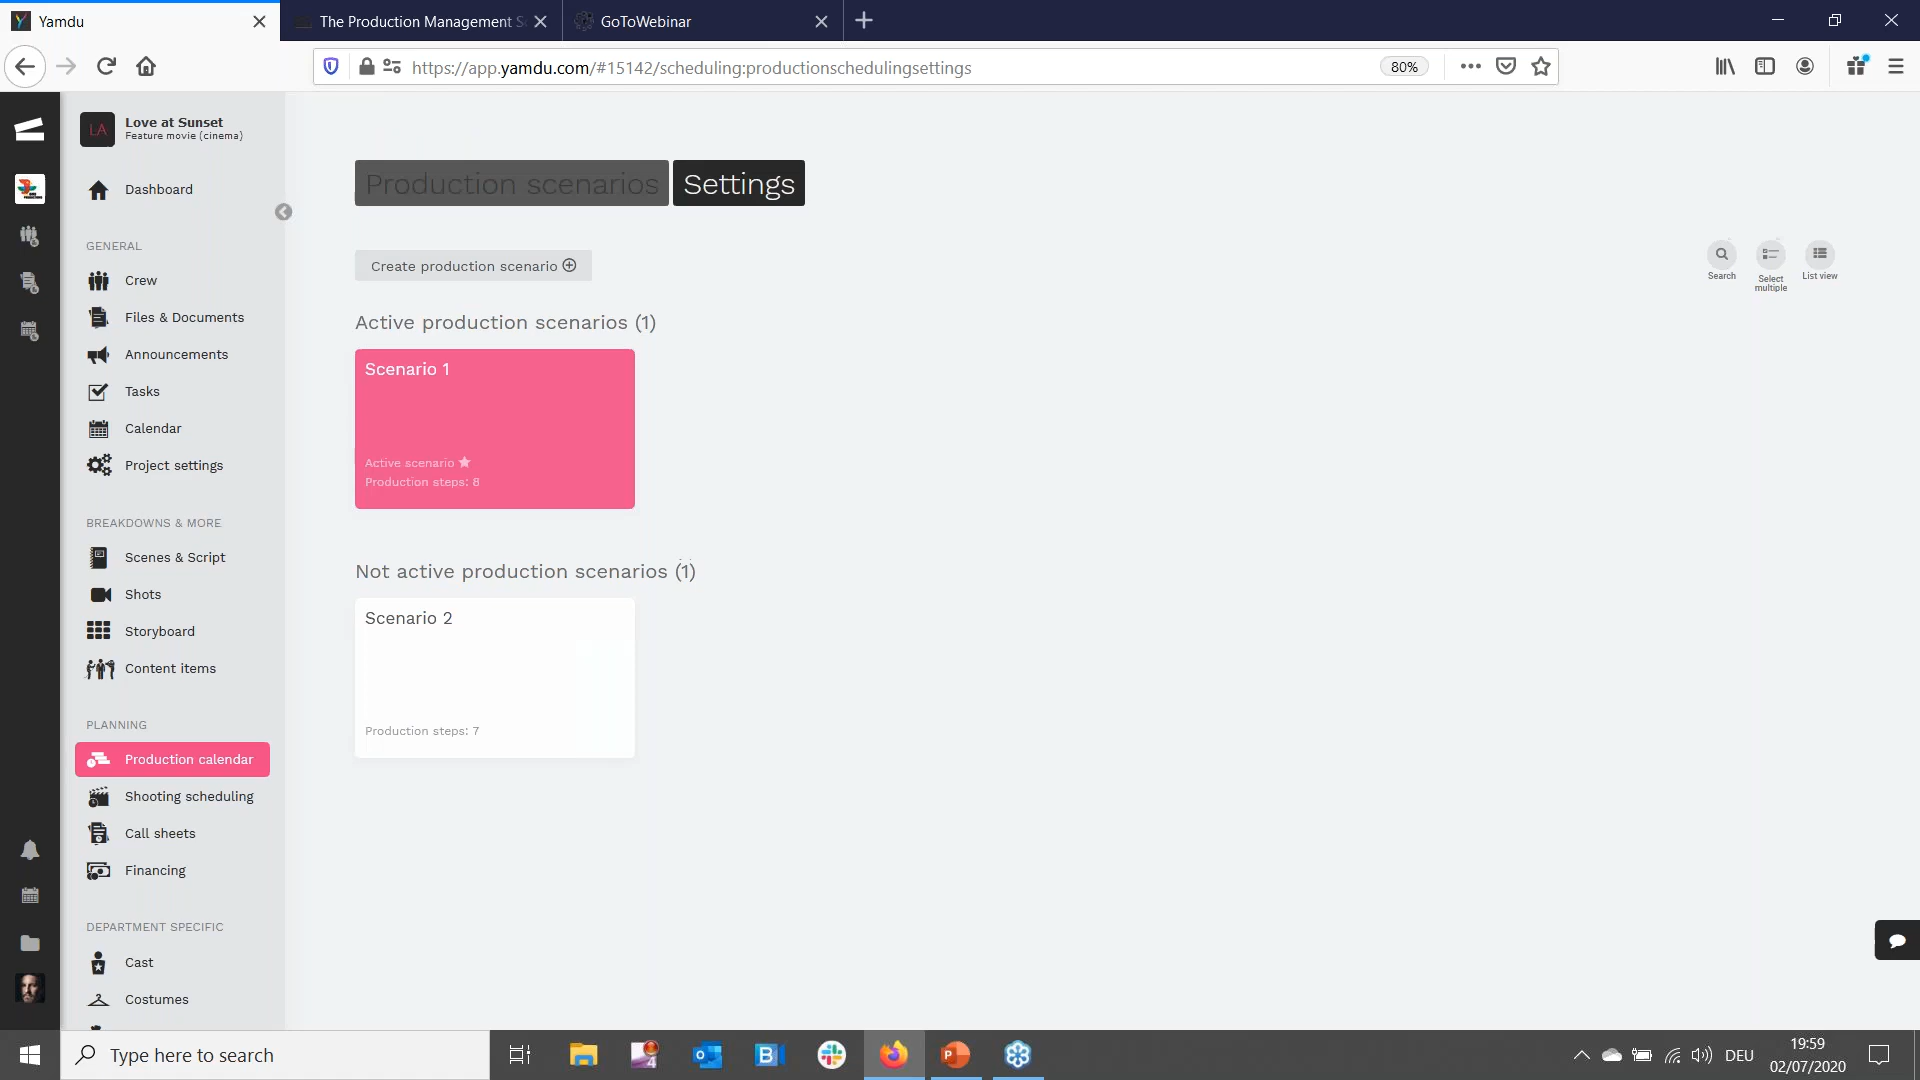 Yamdu
The Production Management S
GoToWebinar
https://app.yamdu.com/#15142/scheduling:productionschedulingsettings
80%
LA
Love at Sunset
Feature movie (cinema)
Dashboard
GENERAL
Crew
Files & Documents
Announcements
Tasks
Calendar
Project settings
BREAKDOWNS & MORE
Scenes & Script
Shots
Storyboard
Content items
PLANNING
Production calendar
Shooting scheduling
Call sheets
Financing
DEPARTMENT SPECIFIC
Cast
Costumes
Production scenarios
Settings
Create production scenario
Search
Select
multiple
List view
Active production scenarios (1)
Scenario 1
Active scenario
Production steps: 8
Not active production scenarios (1)
Scenario 2
Production steps: 7
Type here to search
DEU
19:59
02/07/2020